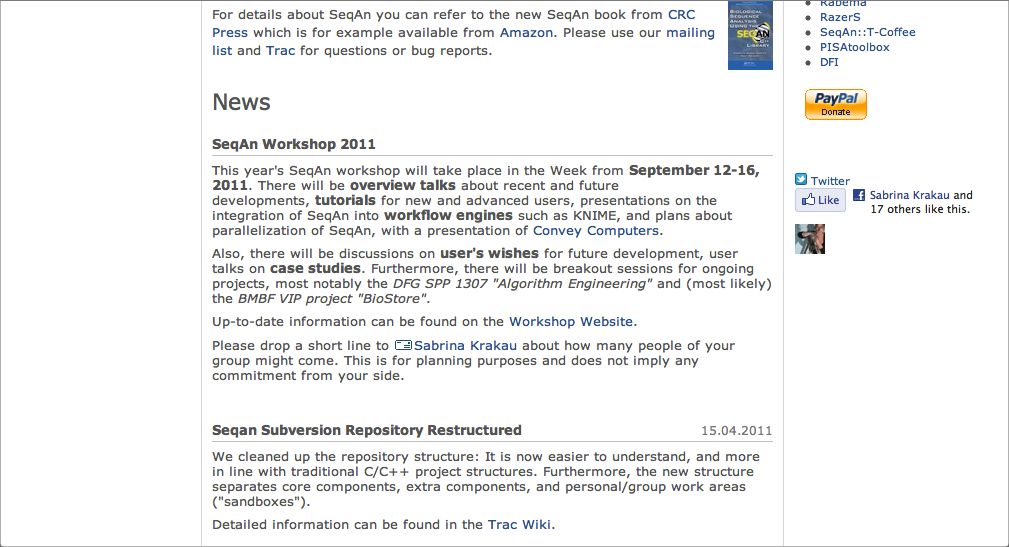 For details about SeqAn you can refer to the new SeqAn book from CRC
Press which is for example available from Amazon. Please use our mailing
list and Trac for questions or bug reports.
BIOLOGICAL
SEQUENCE
ANALYSIS
USING THE
SEQAN
C++
LIBRARY
News
SeqAn Workshop 2011
This year's SeqAn workshop will take place in the Week from September 12-16,
2011. There will be overview talks about recent and future
developments, tutorials for new and advanced users, presentations on the
integration of SeqAn into workflow engines such as KNIME, and plans about
parallelization of SeqAn, with a presentation of Convey Computers.
Also, there will be discussions on user's wishes for future development, user
talks on case studies. Furthermore, there will be breakout sessions for ongoing
projects, most notably the DFG SPP 1307 "Algorithm Engineering" and (most likely)
the BMBF VIP project "BioStore".
Up-to-date information can be found on the Workshop Website.
Please drop a short line to Sabrina Krakau about how many people of your
group might come. This is for planning purposes and does not imply any
commitment from your side.
Seqan Subversion Repository Restructured 15.04.2011
We cleaned up the repository structure: It is now easier to understand, and more
in line with traditional C/C++ project structures. Furthermore, the new structure
separates core components, extra components, and personal/group work areas
("sandboxes").
Detailed information can be found in the Trac Wiki.
Rabema
RazerS
SeqAn::T-Coffee
PISAtoolbox
DFI
PayPal
Donate
Twitter
Like
Sabrina Krakau and
17 others like this.